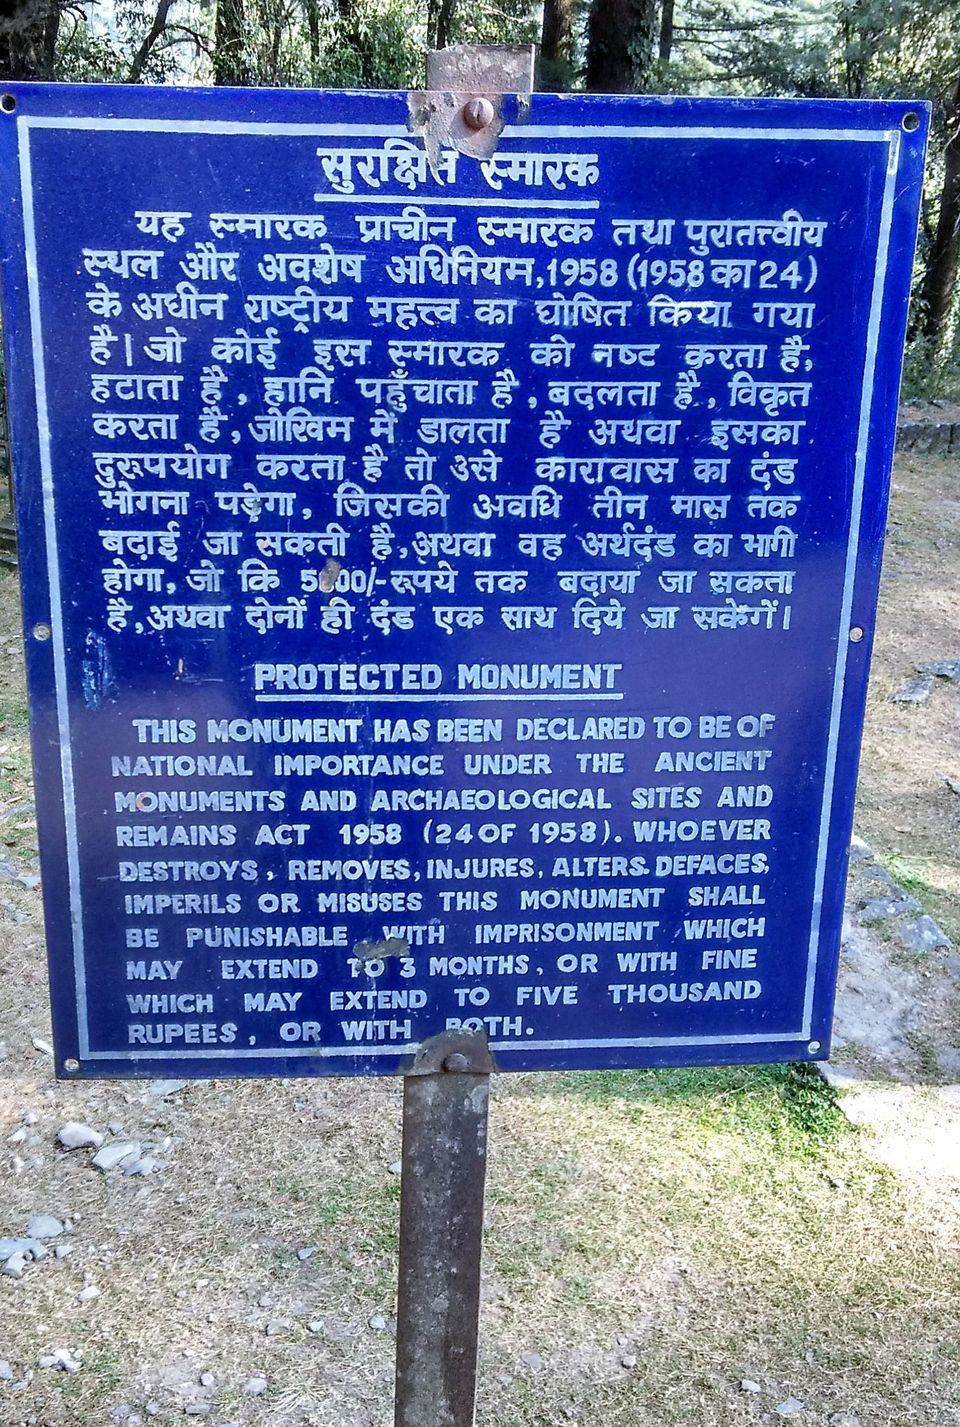 सुरक्षित स्मारक
यह स्मारक प्राचीन स्मारक तथा पुरातत्त्वीय
स्थल और अवशेष अधिनियम,1958 (1958 का 24)
के अधीन राष्ट्रीय महत्त्व का घोषित किया गया
है। जो कोई इस स्मारक को नष्ट करता है,
हटाता है, हानि पहुँचाता है, बदलता है, विकृत
करता है, जोखिम में डालता है अथवा इसका
दुरूपयोग करता है तो उसे कारावास का दंड
भोगना पड़ेगा, जिसकी अवधि तीन मास तक
बढ़ाई जा सकती है, अथवा वह अर्थदंड का भागी
होगा, जो कि 5000/- रूपये तक बढ़ाया जा सकता
है, अथवा दोनों ही दंड एक साथ दिये जा सकेगें।
PROTECTED MONUMENT
THIS MONUMENT HAS BEEN DECLARED TO BE OF
NATIONAL IMPORTANCE UNDER THE ANCIENT
MONUMENTS AND ARCHAEOLOGICAL SITES AND
REMAINS ACT 1958 (24 OF 1958). WHOEVER
DESTROYS, REMOVES, INJURES, ALTERS. DEFACES,
IMPERILS OR MISUSES THIS MONUMENT SHALL
BE PUNISHABLE WITH IMPRISONMENT WHICH
MAY EXTEND TO 3 MONTHS, OR WITH FINE
WHICH MAY EXTEND TO FIVE THOUSAND
RUPEES, OR WITH BOTH.